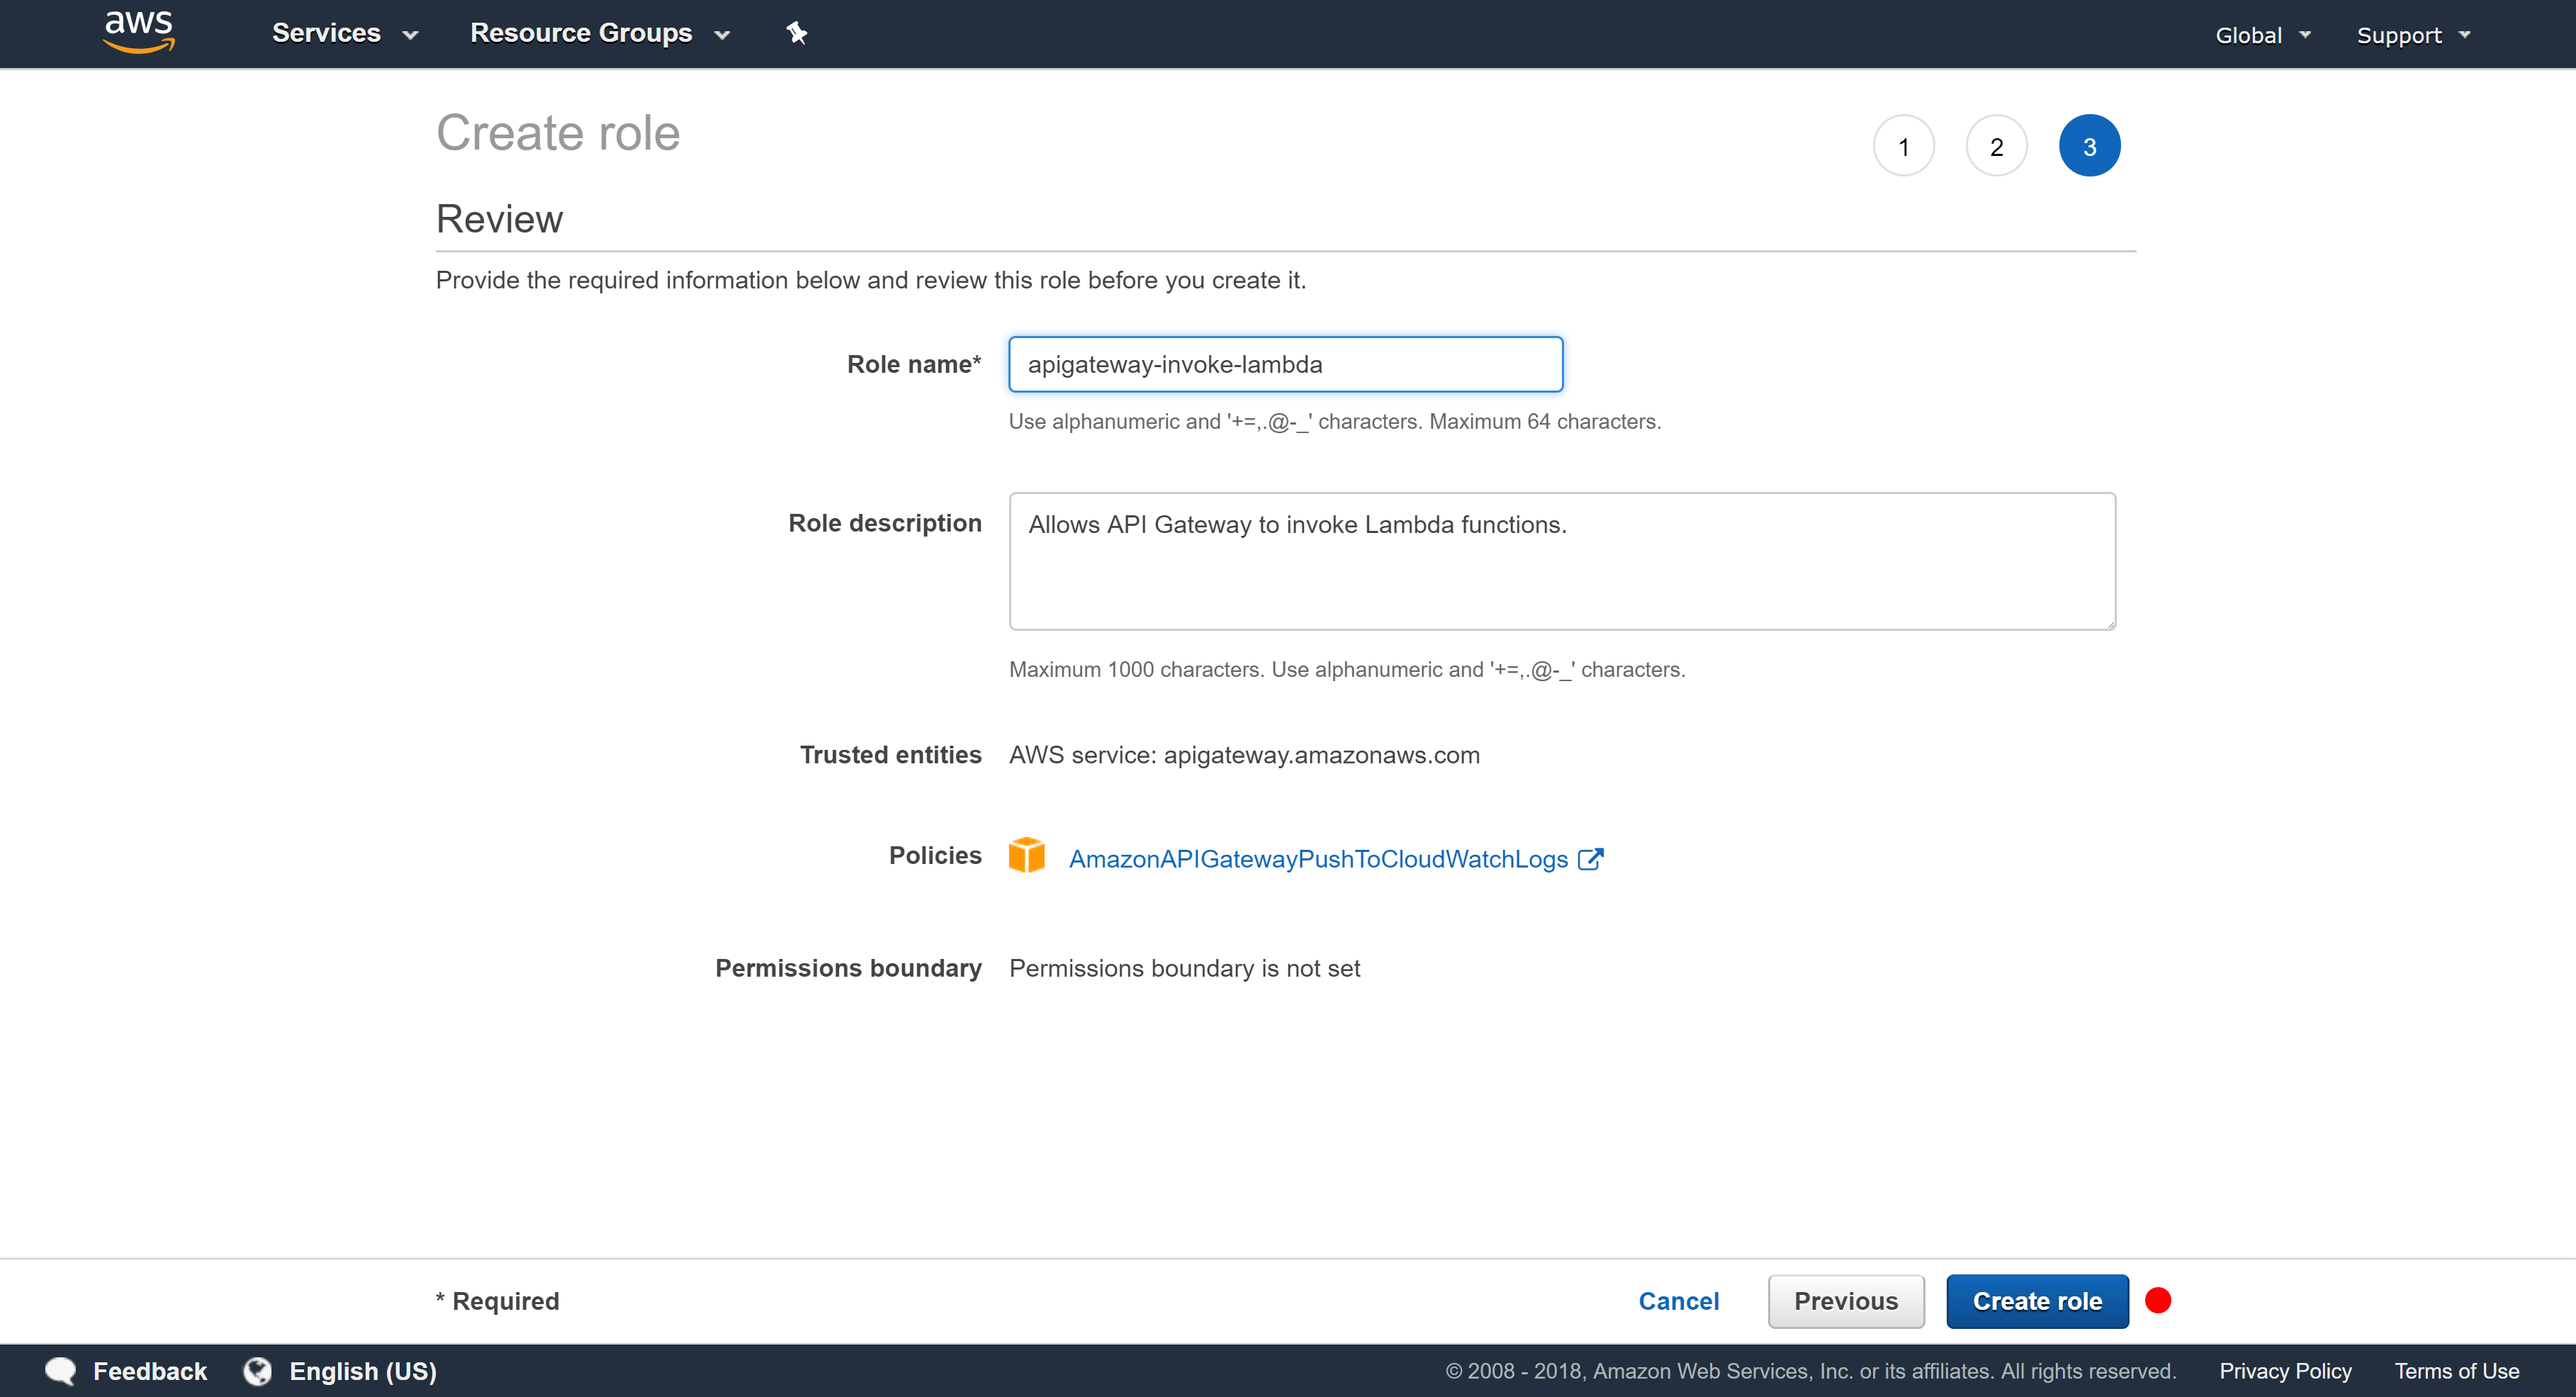 aws
Services
Resource Groups
Global
Support
Create role
1
2
3
Review
Provide the required information below and review this role before you create it.
Role name*
apigateway-invoke-lambda
Use alphanumeric and '+=,.@-_' characters. Maximum 64 characters.
Role description
Allows API Gateway to invoke Lambda functions.
Maximum 1000 characters. Use alphanumeric and '+=,.@-_' characters.
Trusted entities
AWS service: apigateway.amazonaws.com
Policies
AmazonAPIGatewayPushToCloudWatchLogs
Permissions boundary
Permissions boundary is not set
* Required
Cancel
Previous
Create role
Feedback
English (US)
© 2008 - 2018, Amazon Web Services, Inc. or its affiliates. All rights reserved.
Privacy Policy
Terms of Use